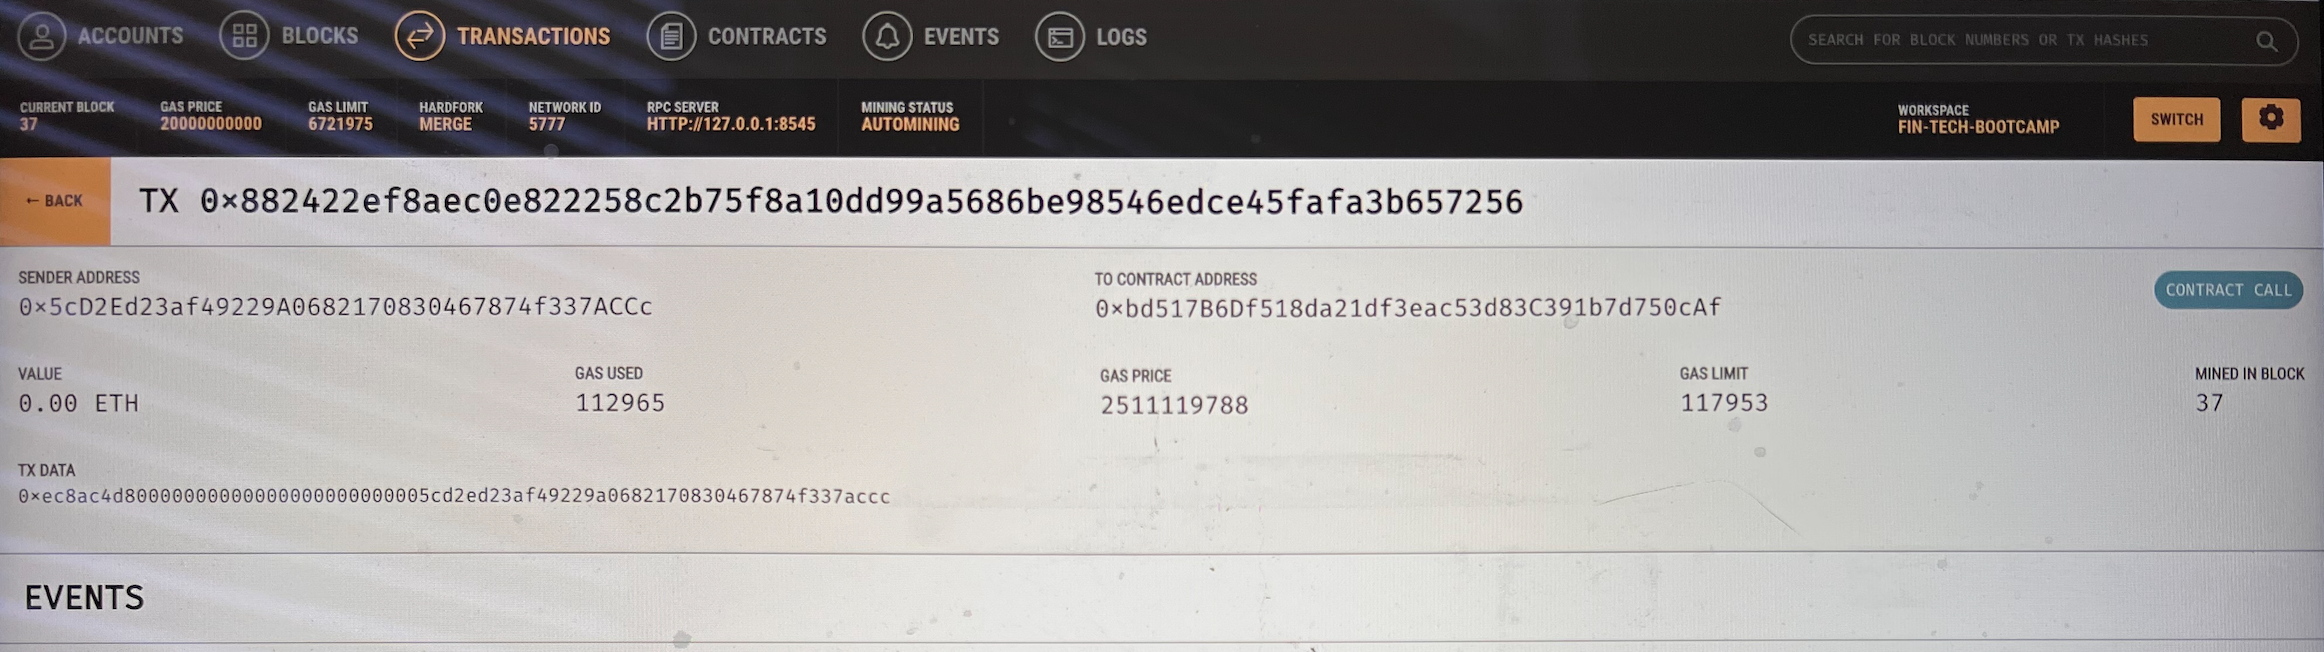 ACCOUNTS BLOCKS TRANSACTIONS CONTRACTS EVENTS LOGS SEARCH FOR BLOCK NUMBERS OR TX HASHES
CURRENT BLOCK GAS PRICE GAS LIMIT HARDFORK NETWORK ID RPC SERVER MINING STATUS WORKSPACE
37 20000000000 6721975 MERGE 5777 HTTP://127.0.0.1:8545 AUTOMINING FIN-TECH-BOOTCAMP SWITCH
← BACK TX 0×882422ef8aec0e822258c2b75f8a10dd99a5686be98546edce45fafa3b657256
SENDER ADDRESS TO CONTRACT ADDRESS
0×5cD2Ed23af49229A0682170830467874f337ACCc 0×bd517B6Df518da21df3eac53d83C391b7d750cAf CONTRACT CALL
VALUE GAS USED GAS PRICE GAS LIMIT MINED IN BLOCK
0.00 ETH 112965 2511119788 117953 37
TX DATA
0×ec8ac4d80000000000000000000000005cd2ed23af49229a0682170830467874f337accc
EVENTS